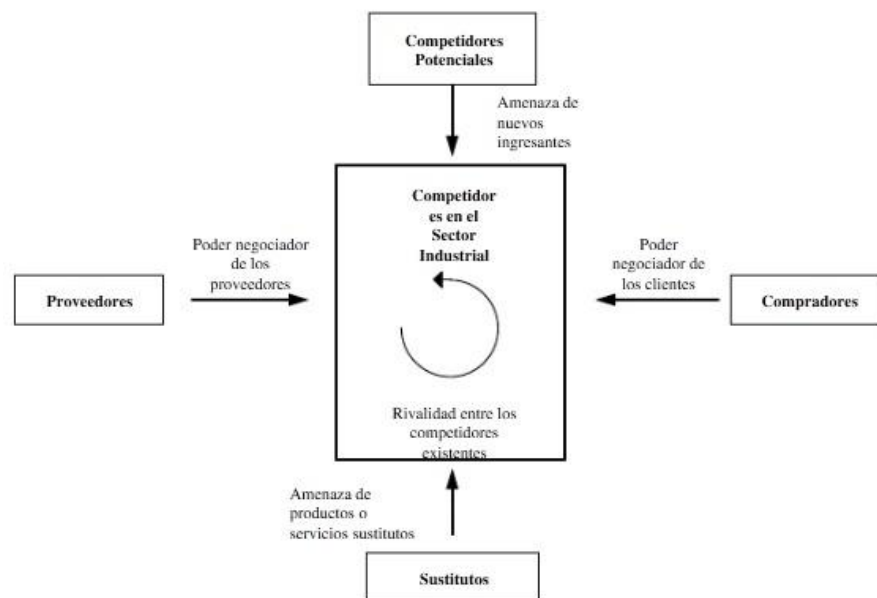 Competidores
Potenciales
Amenaza de
nuevos
ingresantes
Competidor
es en el
Sector
Industrial
Poder negociador
de los
proveedores
Proveedores
Poder
negociador de
los clientes
Compradores
Rivalidad entre los
competidores
existentes
Amenaza de
productos o
servicios sustitutos
Sustitutos